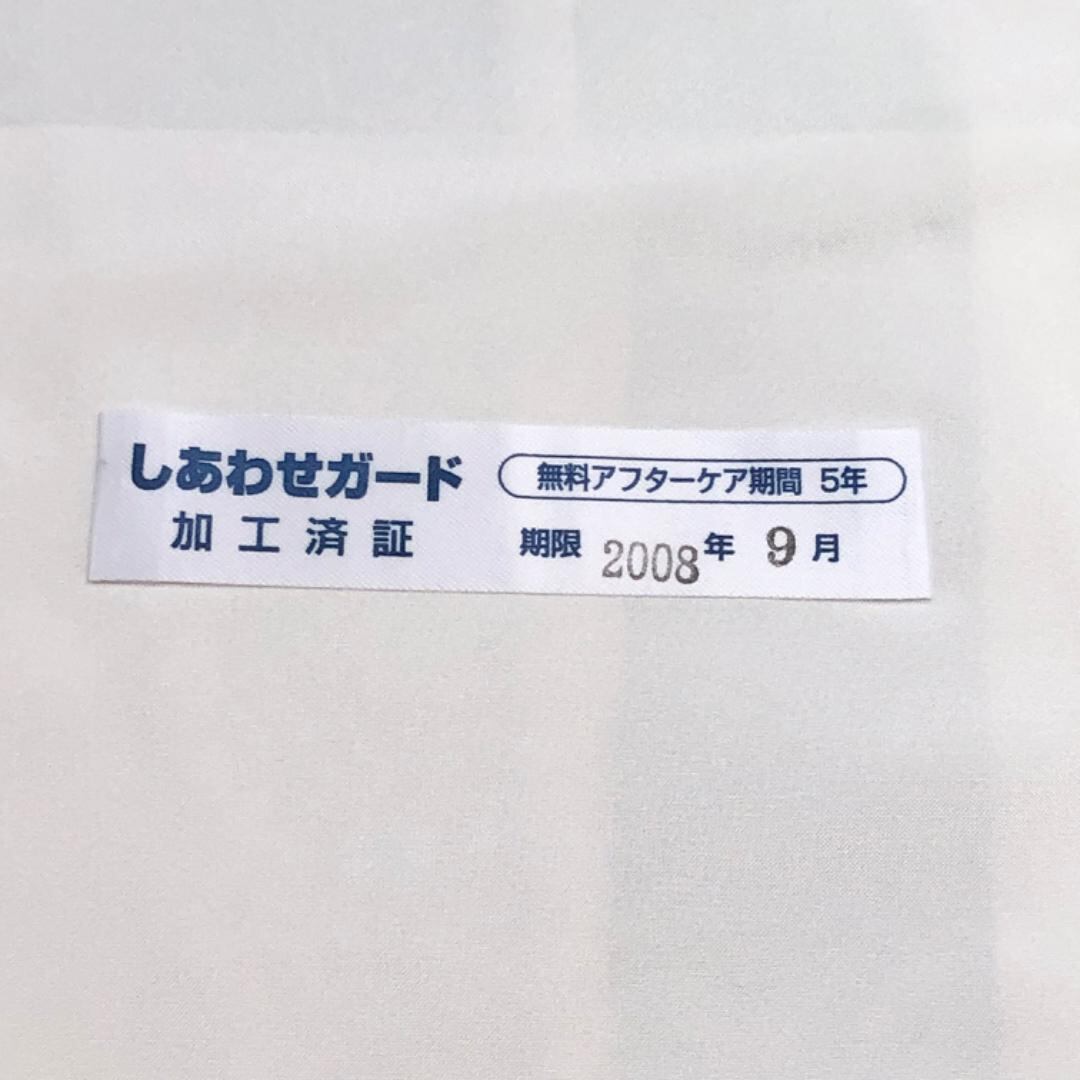 しあわせガード
加工済証
無料アフターケア期間 5年
期限 2008年 9月